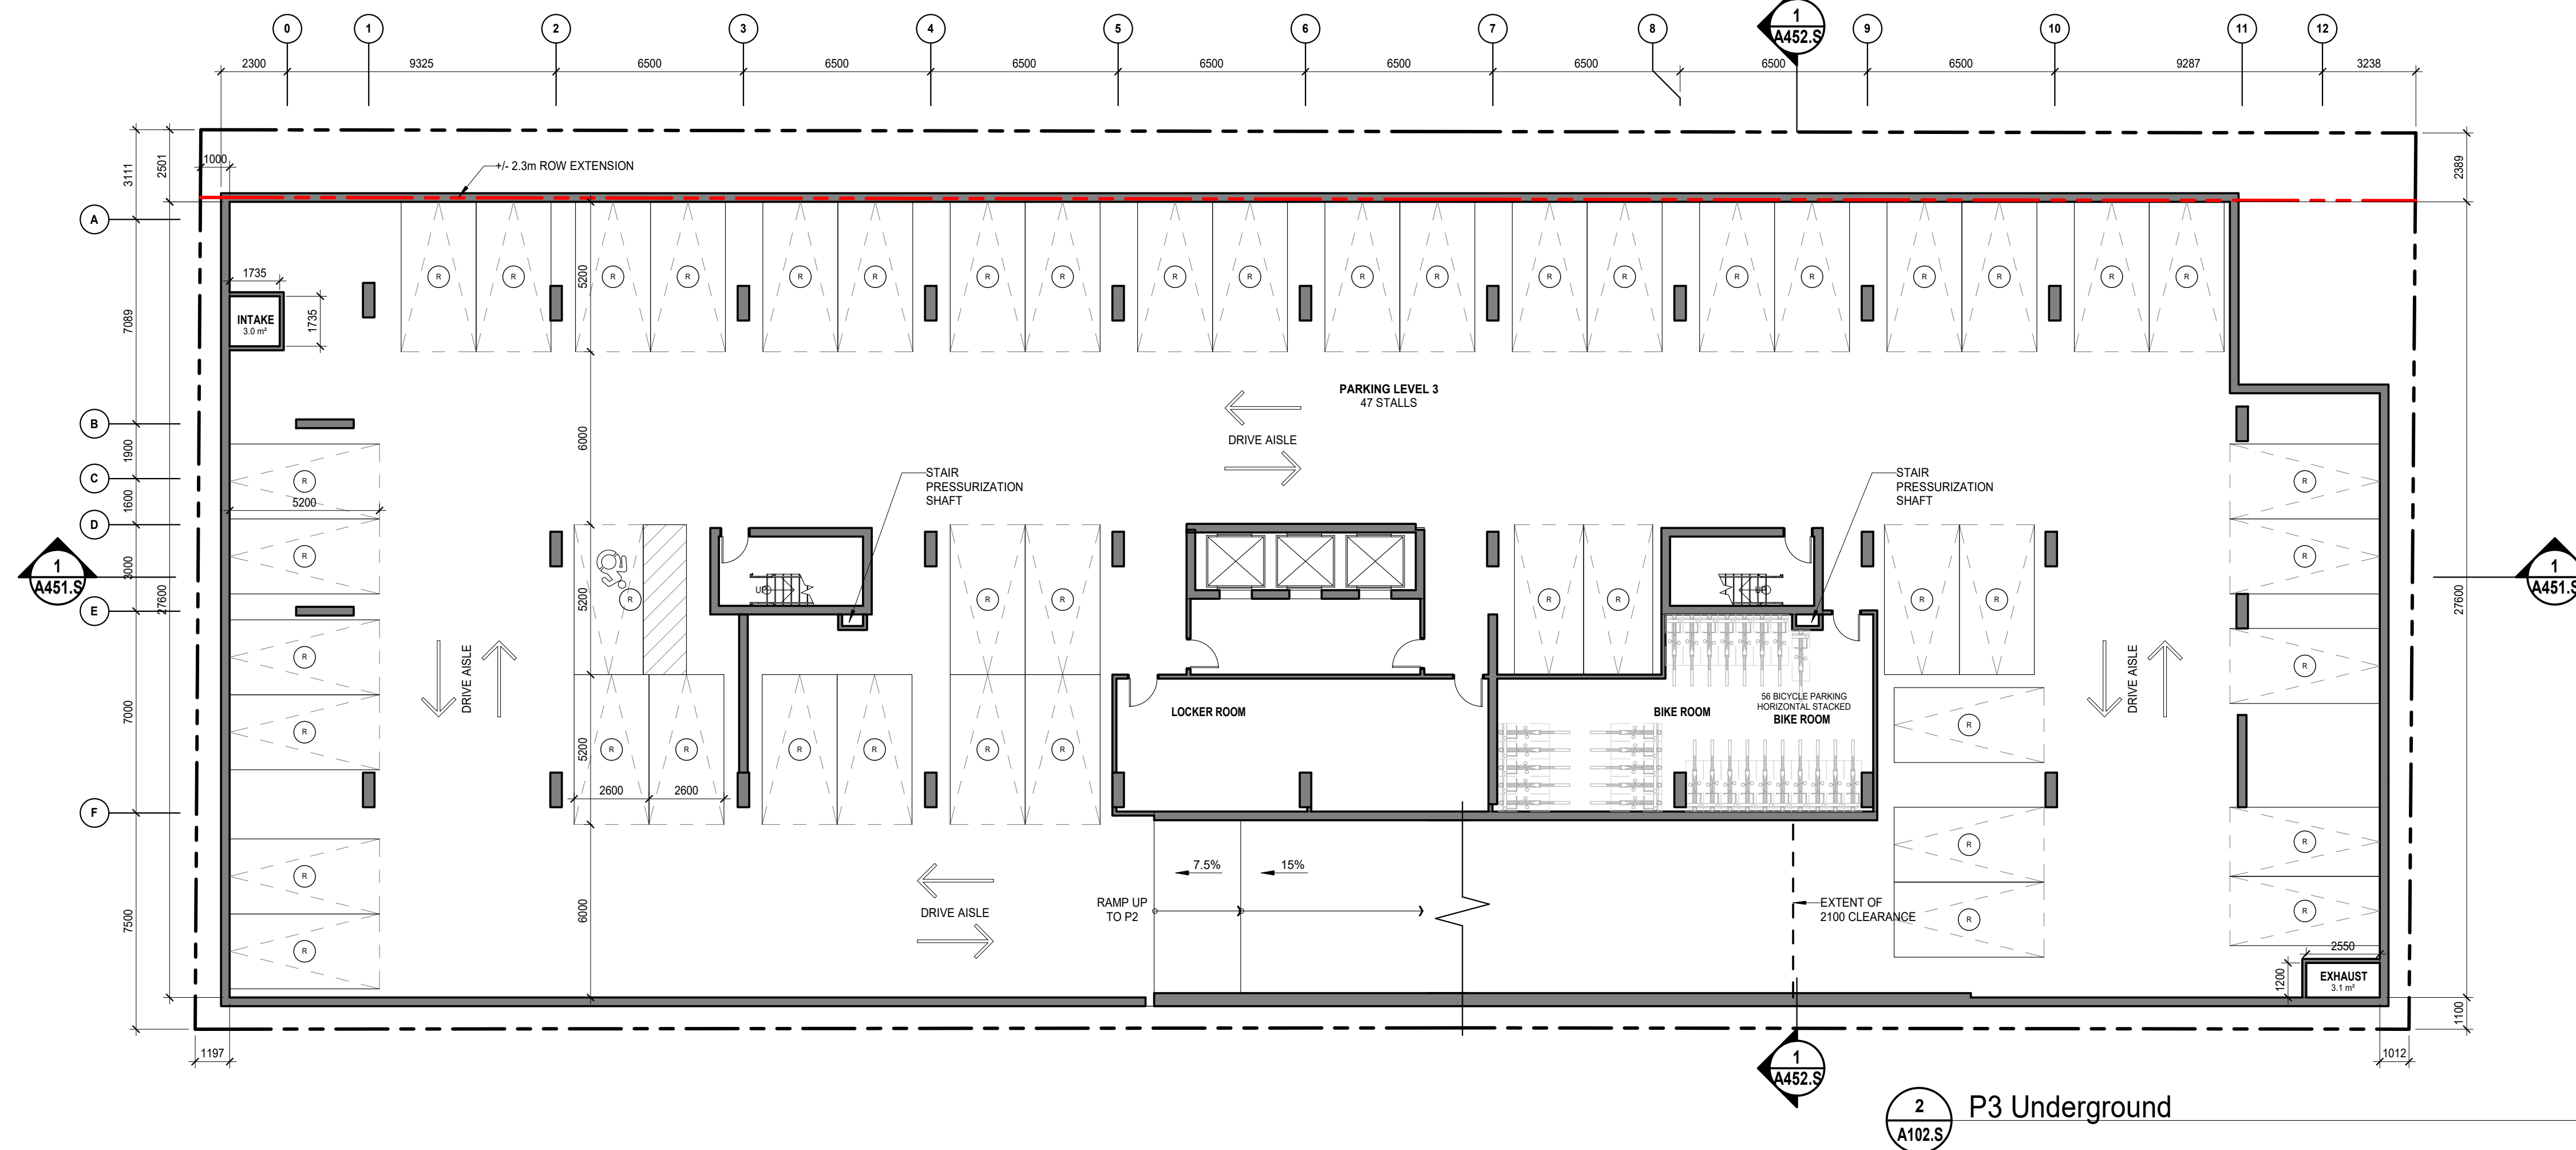 0 1 2 3 4 5 6 7 8 9 10 11 12
1
A452.S
2300 9325 6500 6500 6500 6500 6500 6500 6500 6500 9287 3238
3111
2501
1000
+/- 2.3m ROW EXTENSION
2389
A
R R R R R R R R R R R R R R R R R R R R
5200
1735
1735
INTAKE
3.0 m²
7089
PARKING LEVEL 3
47 STALLS
B
DRIVE AISLE
6000
1900
C
STAIR
PRESSURIZATION
SHAFT
STAIR
PRESSURIZATION
SHAFT
R
R
5200
1600
D
R
R
1
A451.S
3000
27600
5200
R
UP
R R
R R
UP
R R
1
A451.S
27600
E
R
R
DRIVE AISLE
7000
R
5200
R R
R R
R R
LOCKER ROOM
BIKE ROOM
56 BICYCLE PARKING
HORIZONTAL STACKED
BIKE ROOM
R
DRIVE AISLE
2600 2600
F
7.5%
15%
R
R
R
6000
DRIVE AISLE
RAMP UP
TO P2
EXTENT OF
2100 CLEARANCE
7500
R
R
R
2550
1200
EXHAUST
3.1 m²
1100
1197
1012
1
A452.S
2
A102.S
P3 Underground